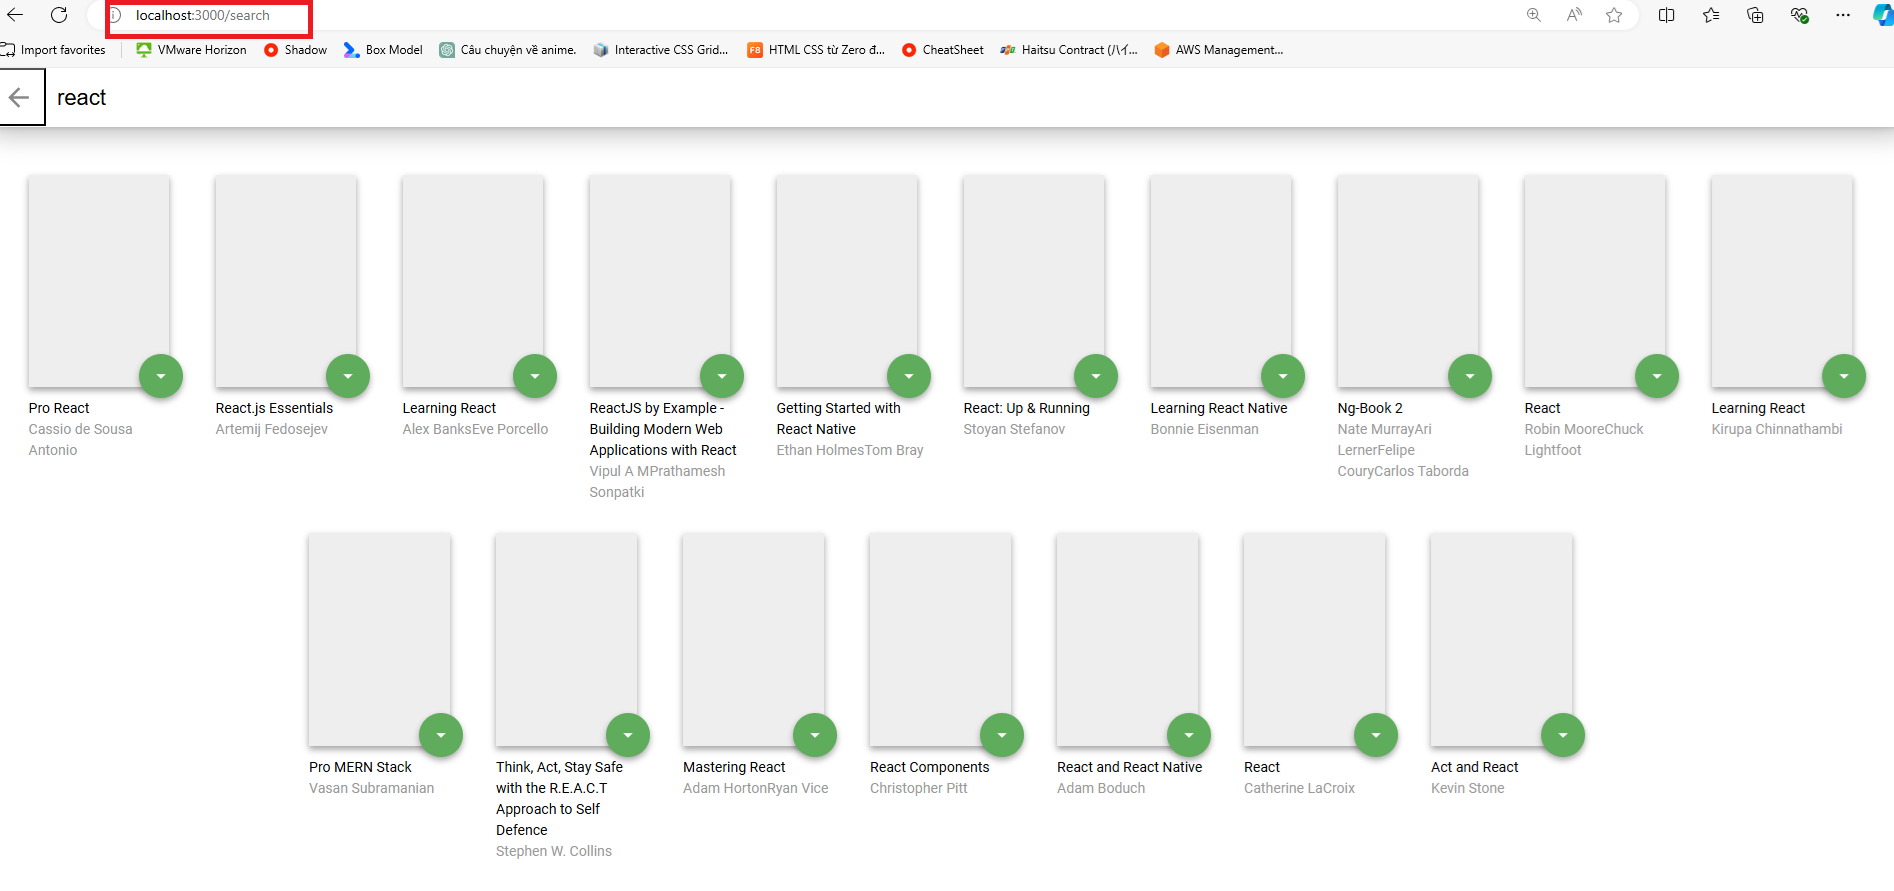 localhost:3000/search
Import favorites
VMware Horizon
Shadow
Box Model
Câu chuyện về anime.
Interactive CSS Grid...
HTML CSS từ Zero đ...
CheatSheet
Haitsu Contract (ハイ...
AWS Management...
react
Pro React
Cassio de Sousa
Antonio
React.js Essentials
Artemij Fedosejev
Learning React
Alex BanksEve Porcello
ReactJS by Example -
Building Modern Web
Applications with React
Vipul A MPrathamesh
Sonpatki
Getting Started with
React Native
Ethan HolmesTom Bray
React: Up & Running
Stoyan Stefanov
Learning React Native
Bonnie Eisenman
Ng-Book 2
Nate MurrayAri
LernerFelipe
CouryCarlos Taborda
React
Robin MooreChuck
Lightfoot
Learning React
Kirupa Chinnathambi
Pro MERN Stack
Vasan Subramanian
Think, Act, Stay Safe
with the R.E.A.C.T
Approach to Self
Defence
Stephen W. Collins
Mastering React
Adam HortonRyan Vice
React Components
Christopher Pitt
React and React Native
Adam Boduch
React
Catherine LaCroix
Act and React
Kevin Stone